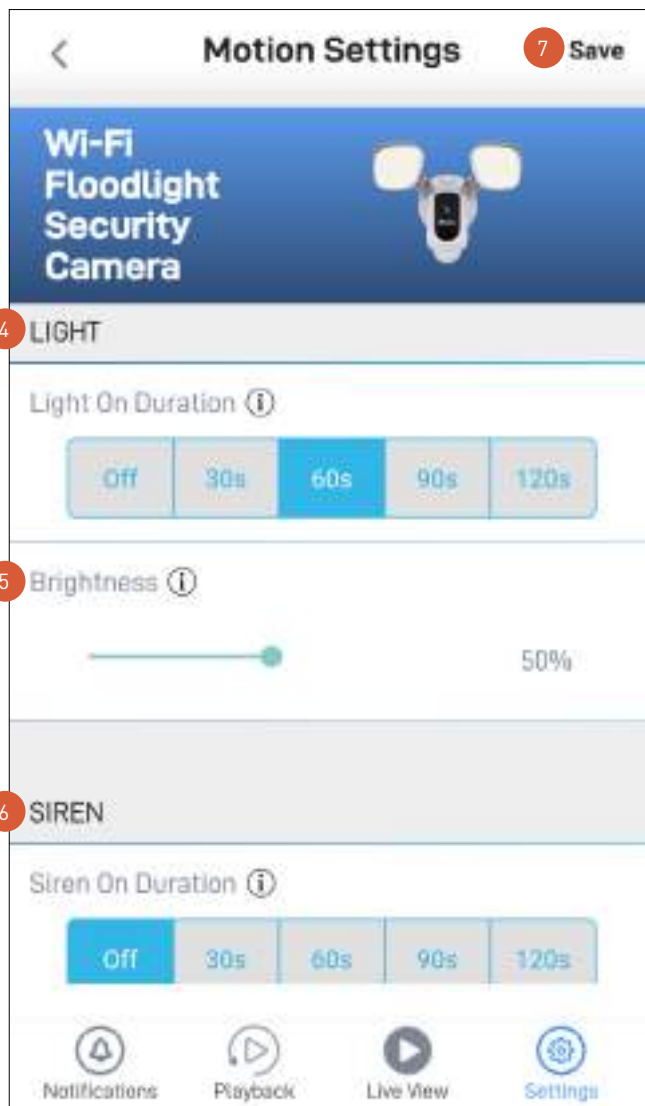 Motion Settings 7 Save
Wi-Fi
Floodlight
Security
Camera
4 LIGHT
Light On Duration ⓘ
Off 30s 60s 90s 120s
5 Brightness ⓘ
50%
6 SIREN
Siren On Duration ⓘ
Off 30s 60s 90s 120s
Notifications Playback Live View Settings